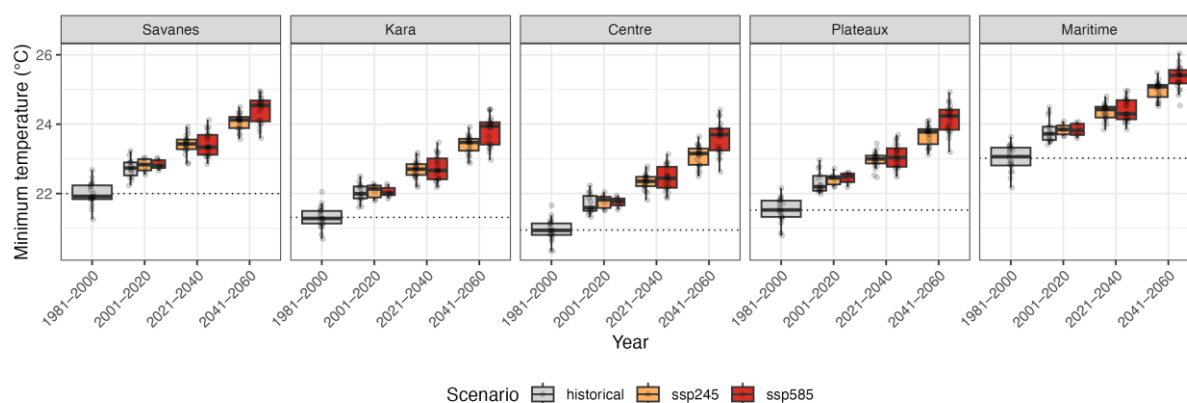 Savanes Kara Centre Plateaux Maritime
Minimum temperature (°C)
26
24
22
1981–2000 2001–2020 2021–2040 2041–2060 1981–2000 2001–2020 2021–2040 2041–2060 1981–2000 2001–2020 2021–2040 2041–2060 1981–2000 2001–2020 2021–2040 2041–2060 1981–2000 2001–2020 2021–2040 2041–2060
Year
Scenario historical ssp245 ssp585